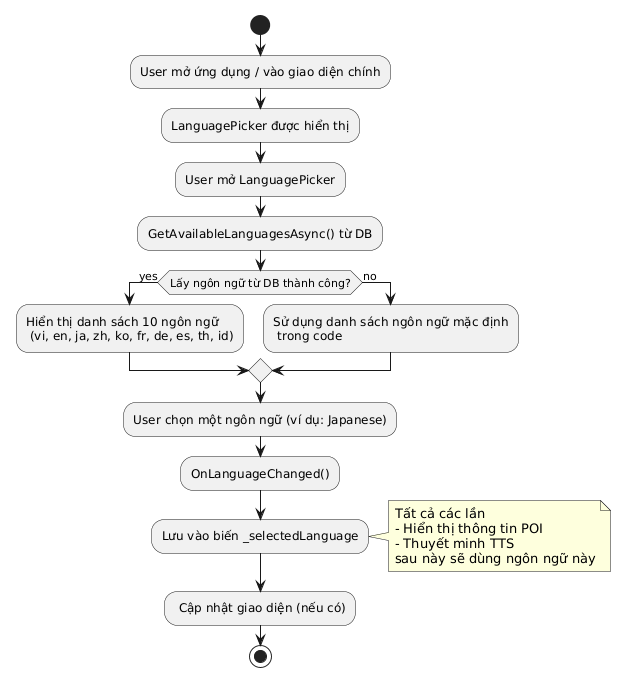 User mở ứng dụng / vào giao diện chính
LanguagePicker được hiển thị
User mở LanguagePicker
GetAvailableLanguagesAsync() từ DB
yes
Lấy ngôn ngữ từ DB thành công?
no
Hiển thị danh sách 10 ngôn ngữ
(vi, en, ja, zh, ko, fr, de, es, th, id)
Sử dụng danh sách ngôn ngữ mặc định
trong code
User chọn một ngôn ngữ (ví dụ: Japanese)
OnLanguageChanged()
Lưu vào biến _selectedLanguage
Tất cả các lần
- Hiển thị thông tin POI
- Thuyết minh TTS
sau này sẽ dùng ngôn ngữ này
Cập nhật giao diện (nếu có)